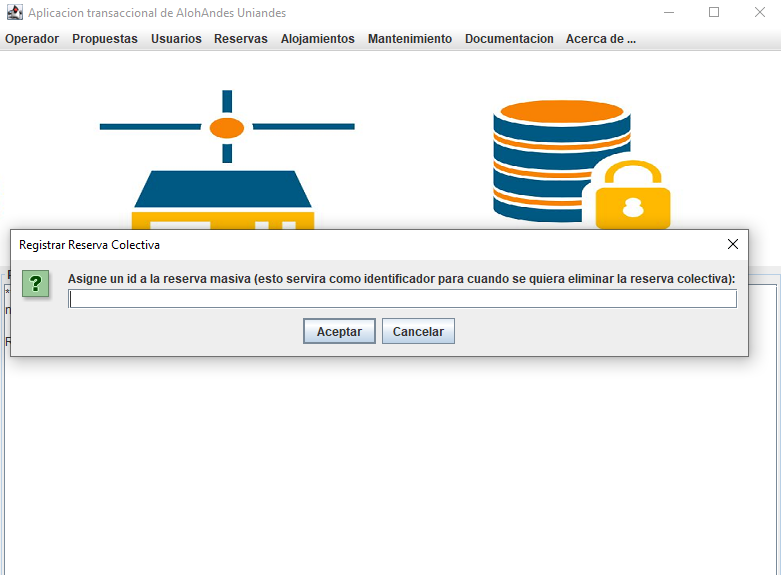 Aplicacion transaccional de AlohAndes Uniandes
Operador Propuestas Usuarios Reservas Alojamientos Mantenimiento Documentacion Acerca de ...
Registrar Reserva Colectiva
Asigne un id a la reserva masiva (esto servira como identificador para cuando se quiera eliminar la reserva colectiva):
Aceptar Cancelar